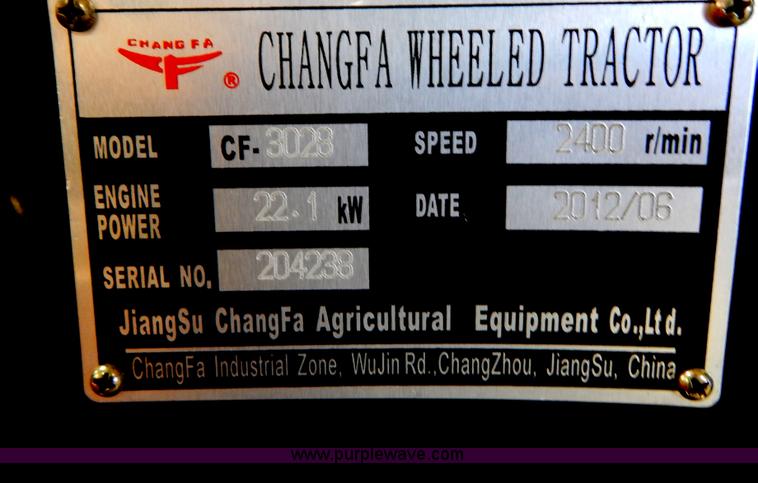 CHANG FA
® CHANGFA WHEELED TRACTOR
MODEL CF-3028 SPEED 2400 r/min
ENGINE POWER 22.1 kW DATE 2012/06
SERIAL NO. 204238
JiangSu ChangFa Agricultural Equipment Co.,Ltd.
ChangFa Industrial Zone, WuJin Rd.,ChangZhou, JiangSu, China
www.purplewave.com